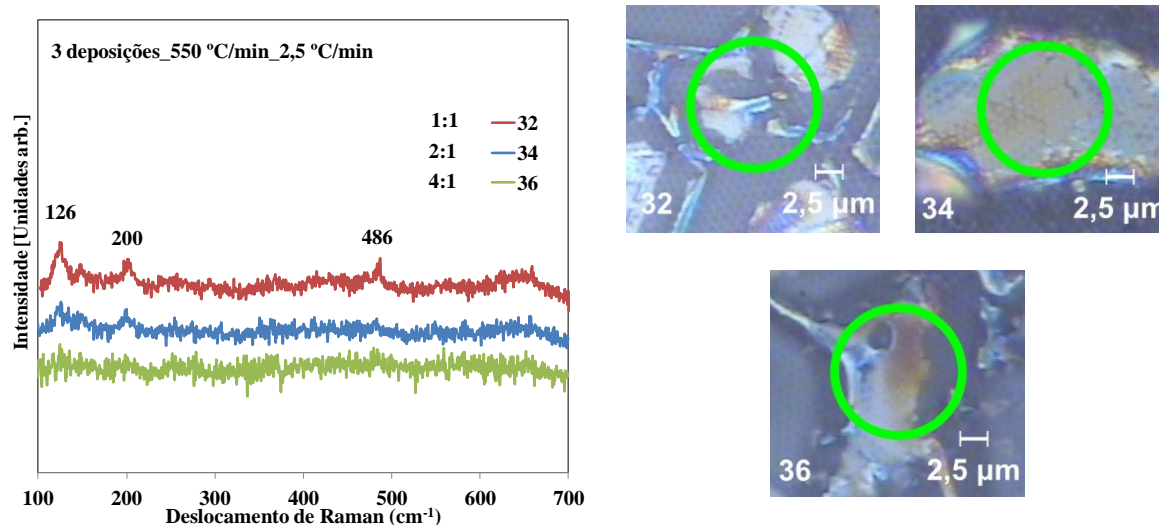 3 deposições_550 ºC/min_2,5 ºC/min
1:1 32
2:1 34
4:1 36
126
200
486
Intensidade [Unidades arb.]
100 200 300 400 500 600 700
Deslocamento de Raman (cm-1)
32 2,5 µm
34 2,5 µm
36 2,5 µm